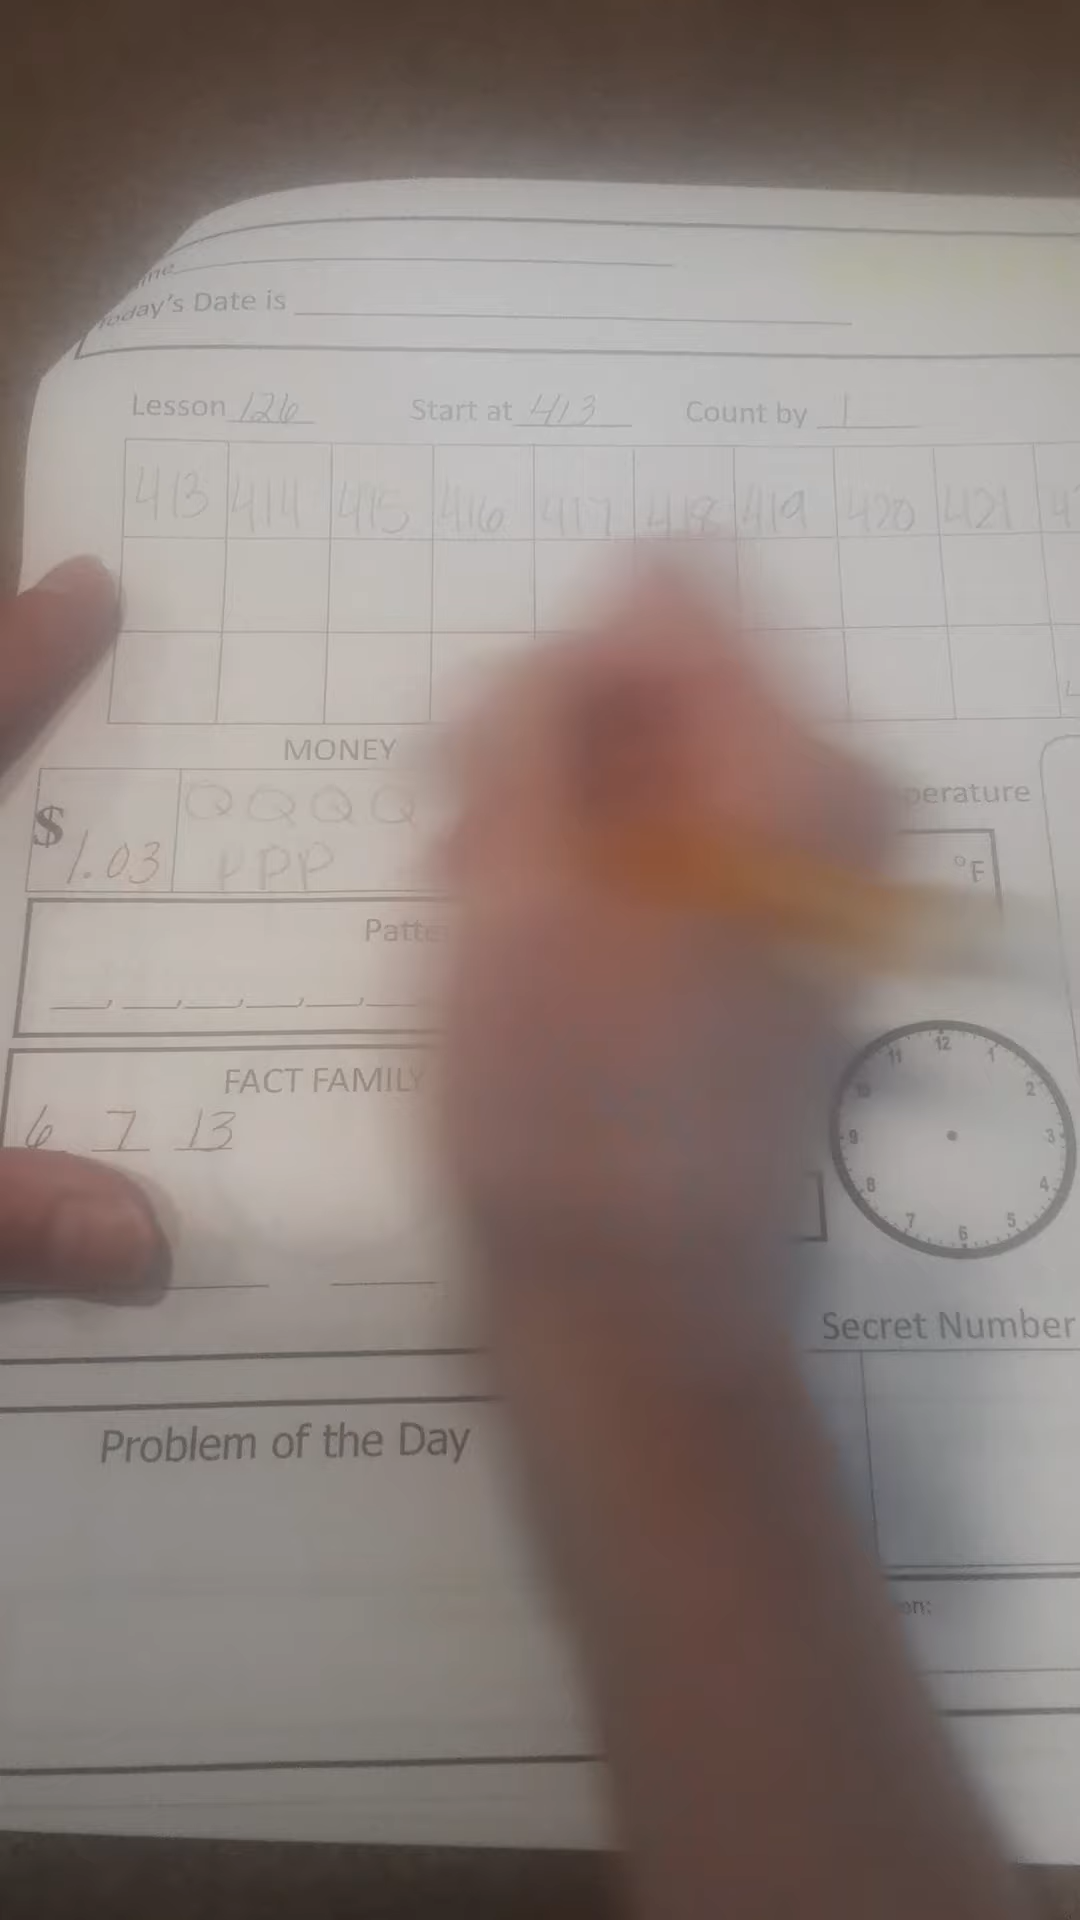 Today's Date is
Lesson 126 Start at 413 Count by 1
413 414 415 416 417 418 419 420 421
MONEY
$ 1.03
Q Q Q Q
P P P
°F
FACT FAMILY
6 7 13
12 1 2 3 4 5 6 7 8 9 10 11
Secret Number
Problem of the Day